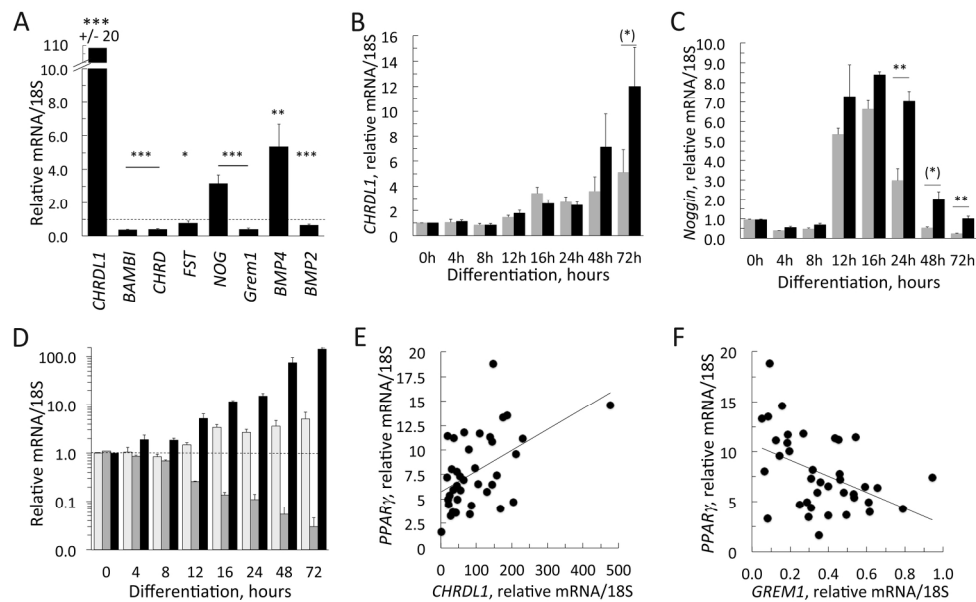 A
***
+/- 20
110
10.0
8.0
6.0
4.0
2.0
0.0
Relative mRNA/18S
***
*
***
**
***
CHRDL1
BAMBI
CHRD
FST
NOG
Grem1
BMP4
BMP2
B
CHRDL1, relative mRNA/18S
16
14
12
10
8
6
4
2
0
(*)
0h 4h 8h 12h 16h 24h 48h 72h
Differentiation, hours
C
Noggin, relative mRNA/18S
10.0
9.0
8.0
7.0
6.0
5.0
4.0
3.0
2.0
1.0
0.0
**
(*)
**
0h 4h 8h 12h 16h 24h 48h 72h
Differentiation, hours
D
Relative mRNA/18S
100.0
10.0
1.0
0.1
0.0
0 4 8 12 16 24 48 72
Differentiation, hours
E
PPARγ, relative mRNA/18S
20
17.5
15
12.5
10
7.5
5
2.5
0
0 100 200 300 400 500
CHRDL1, relative mRNA/18S
F
PPARγ, relative mRNA/18S
20
17.5
15
12.5
10
7.5
5
2.5
0
0.0 0.2 0.4 0.6 0.8 1.0
GREM1, relative mRNA/18S